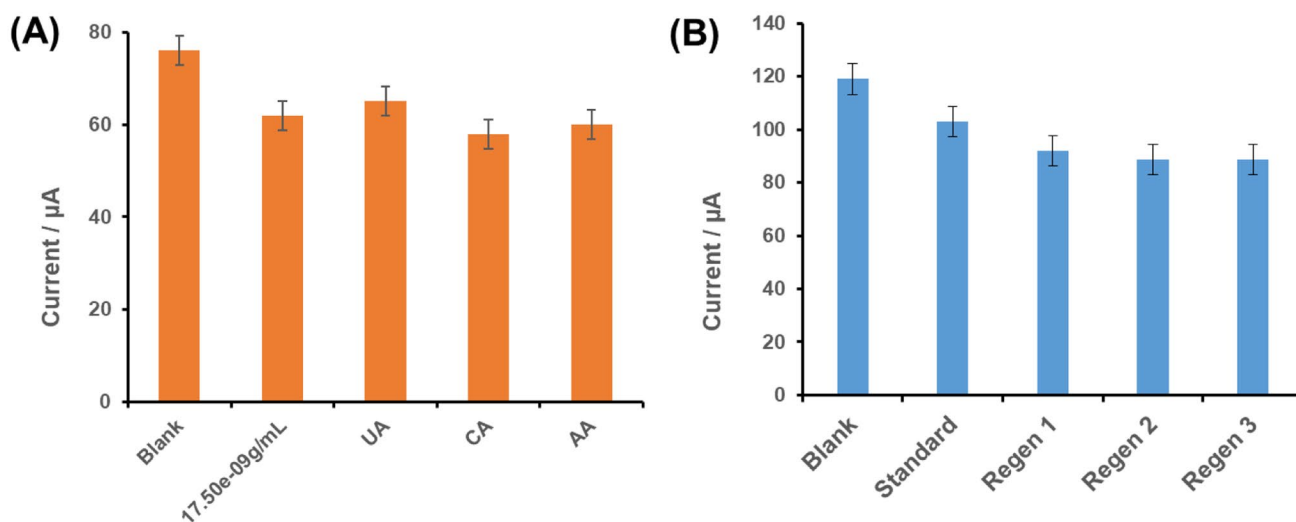 (A)
80
60
40
20
0
Current / µA
Blank
17.50e-09g/mL
UA
CA
AA
(B)
140
120
100
80
60
40
20
0
Current / µA
Blank
Standard
Regen 1
Regen 2
Regen 3